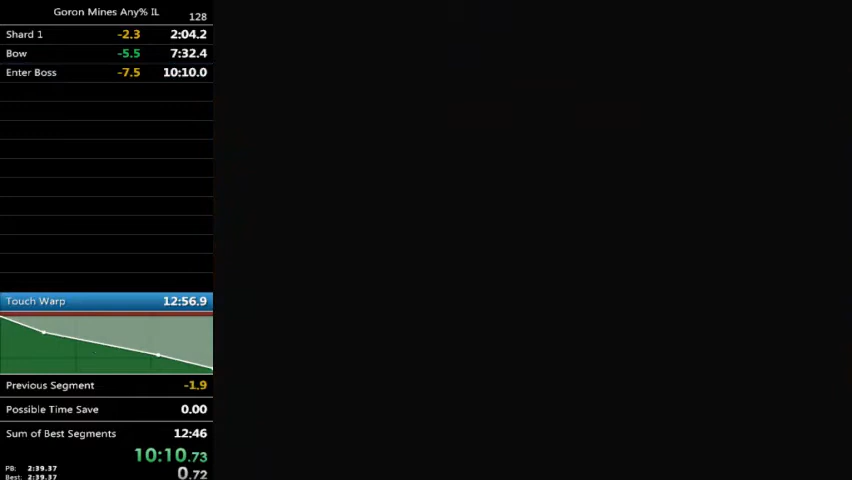 Goron Mines Any% IL
128
Shard 1 -2.3 2:04.2
Bow -5.5 7:32.4
Enter Boss -7.5 10:10.0
Touch Warp 12:56.9
Previous Segment -1.9
Possible Time Save 0.00
Sum of Best Segments 12:46
10:10.73
PB: 2:39.37 0.72
Best: 2:39.37